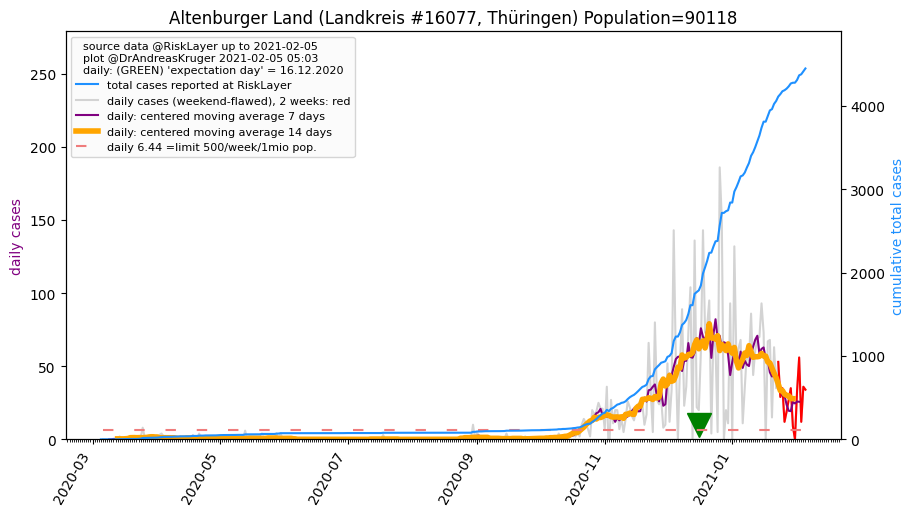 Altenburger Land (Landkreis #16077, Thüringen) Population=90118
source data @RiskLayer up to 2021-02-05
plot @DrAndreasKruger 2021-02-05 05:03
daily: (GREEN) 'expectation day' = 16.12.2020
total cases reported at RiskLayer
daily cases (weekend-flawed), 2 weeks: red
daily: centered moving average 7 days
daily: centered moving average 14 days
daily 6.44 =limit 500/week/1mio pop.
daily cases
250
200
150
100
50
0
cumulative total cases
4000
3000
2000
1000
0
2020-03
2020-05
2020-07
2020-09
2020-11
2021-01